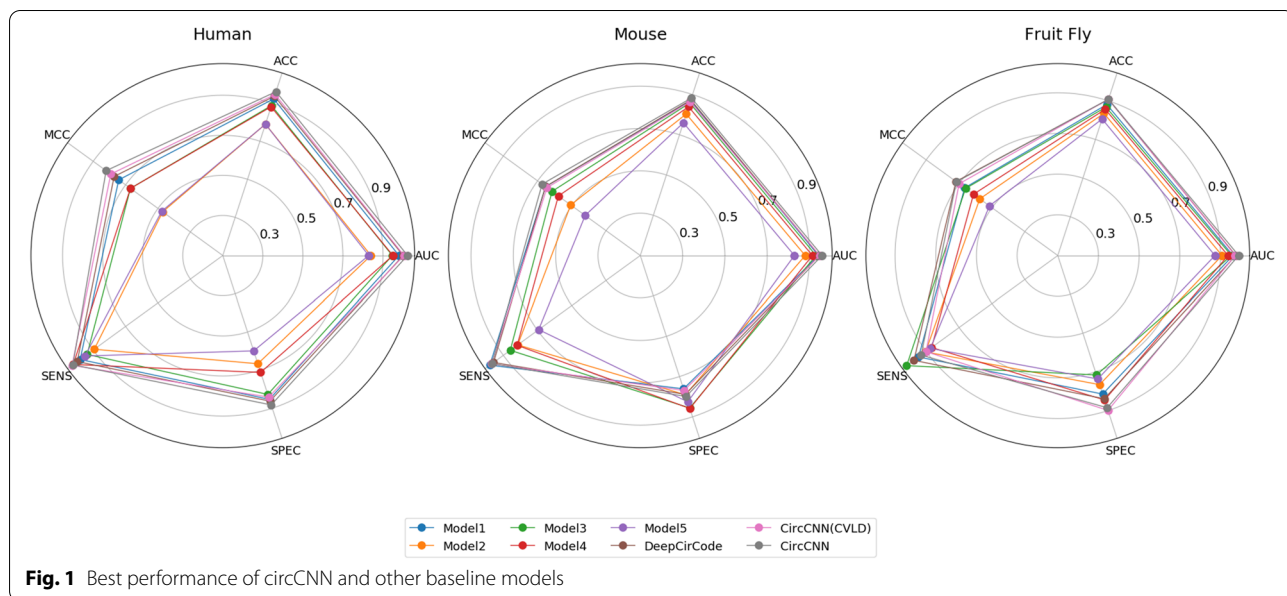 Human
Mouse
Fruit Fly
ACC
MCC
AUC
SENS
SPEC
0.3
0.5
0.7
0.9
ACC
MCC
AUC
SENS
SPEC
0.3
0.5
0.7
0.9
ACC
MCC
AUC
SENS
SPEC
0.3
0.5
0.7
0.9
Model1
Model2
Model3
Model4
Model5
DeepCirCode
CircCNN(CVLD)
CircCNN
Fig. 1 Best performance of circCNN and other baseline models